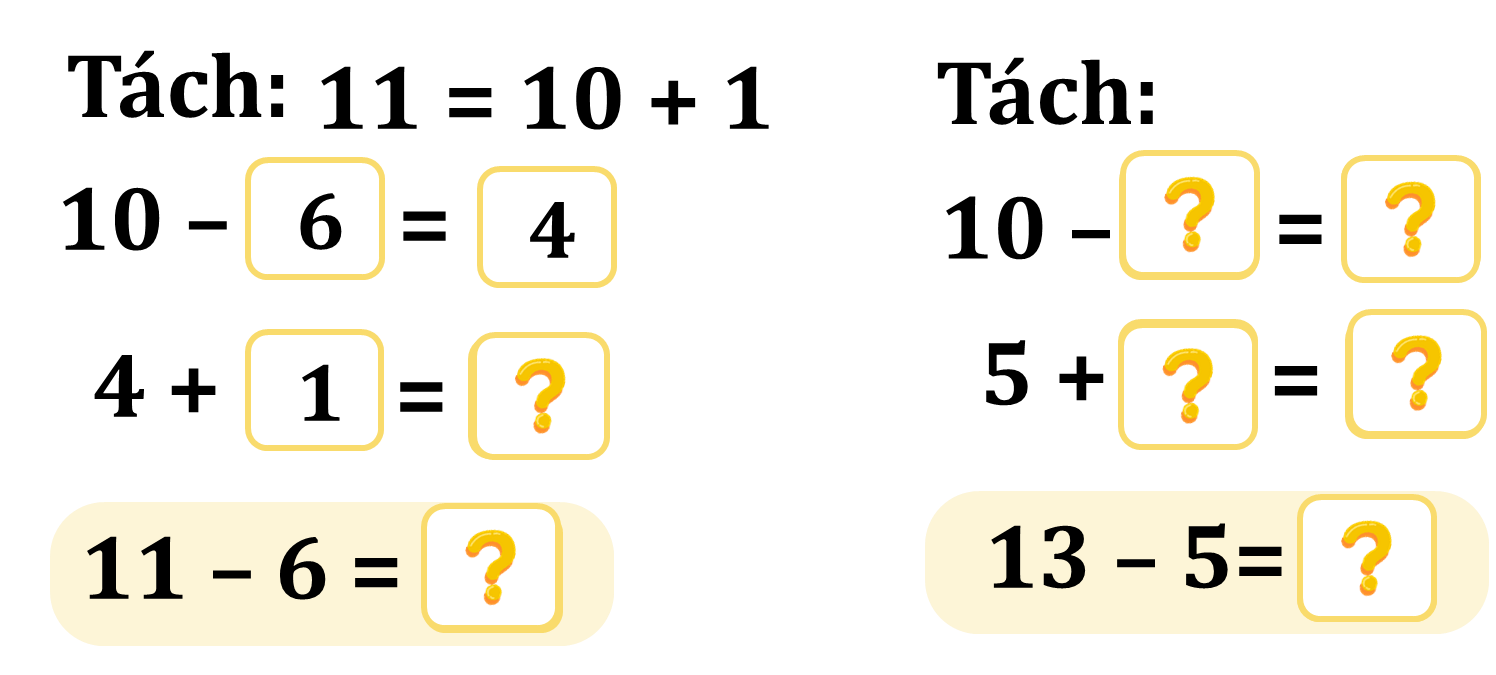 Tách: 11 = 10 + 1
10 – 6 = 4
4 + 1 = ?
11 – 6 = ?
Tách:
10 – ? = ?
5 + ? = ?
13 – 5= ?